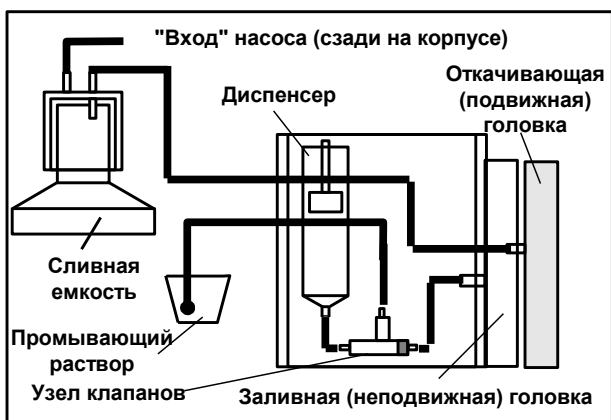 "Вход" насоса (сзади на корпусе)
Откачивающая
(подвижная)
головка
Диспенсер
Сливная
емкость
Промывающий
раствор
Узел клапанов
Заливная (неподвижная) головка